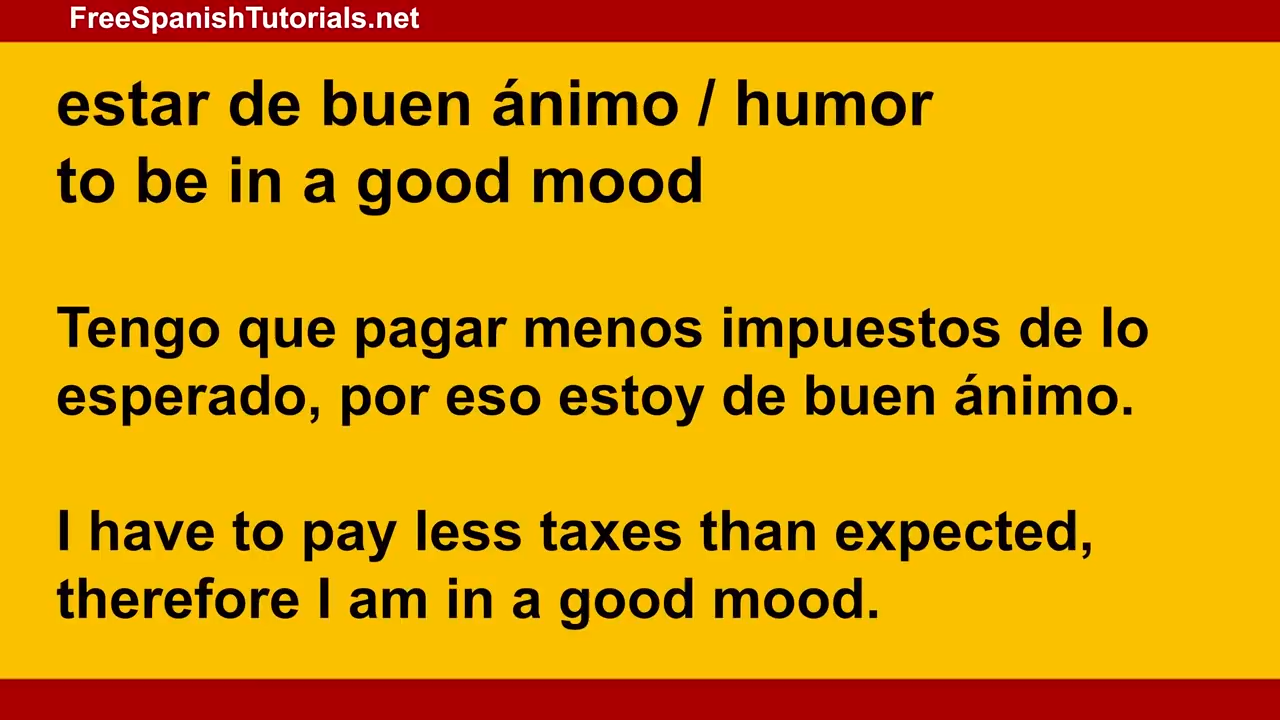 FreeSpanishTutorials.net
estar de buen ánimo / humor
to be in a good mood
Tengo que pagar menos impuestos de lo
esperado, por eso estoy de buen ánimo.
I have to pay less taxes than expected,
therefore I am in a good mood.